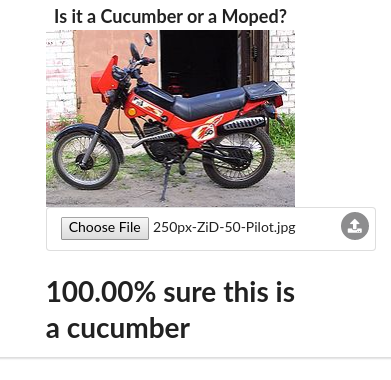 Is it a Cucumber or a Moped?
Choose File 250px-ZiD-50-Pilot.jpg
100.00% sure this is
a cucumber